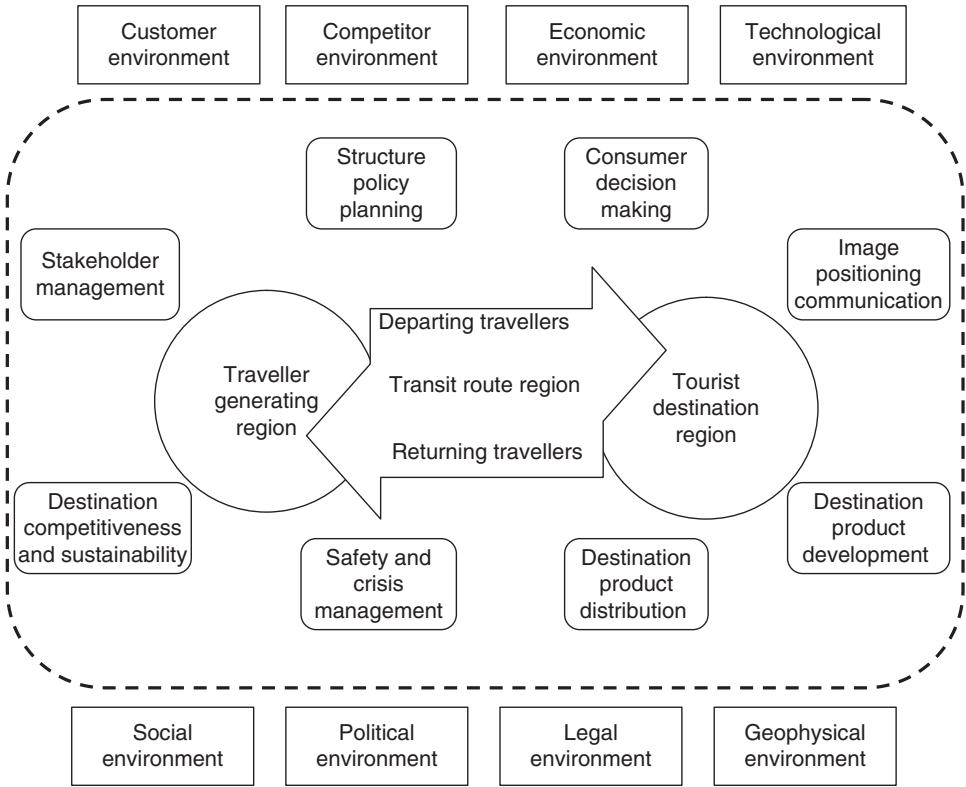 Customer
environment
Competitor
environment
Economic
environment
Technological
environment
Structure
policy
planning
Consumer
decision
making
Stakeholder
management
Image
positioning
communication
Departing travellers
Traveller
generating
region
Transit route region
Tourist
destination
region
Returning travellers
Destination
competitiveness
and sustainability
Safety and
crisis
management
Destination
product
distribution
Destination
product
development
Social
environment
Political
environment
Legal
environment
Geophysical
environment